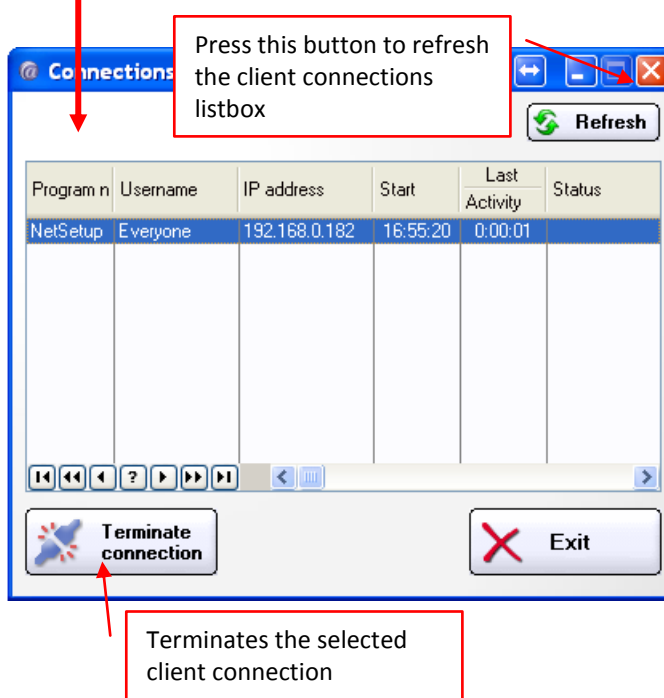 Press this button to refresh
the client connections
listbox
Connections
Refresh
Program n Username IP address Start Last Activity Status
NetSetup Everyone 192.168.0.182 16:55:20 0:00:01
?
Terminate
connection
Exit
Terminates the selected
client connection